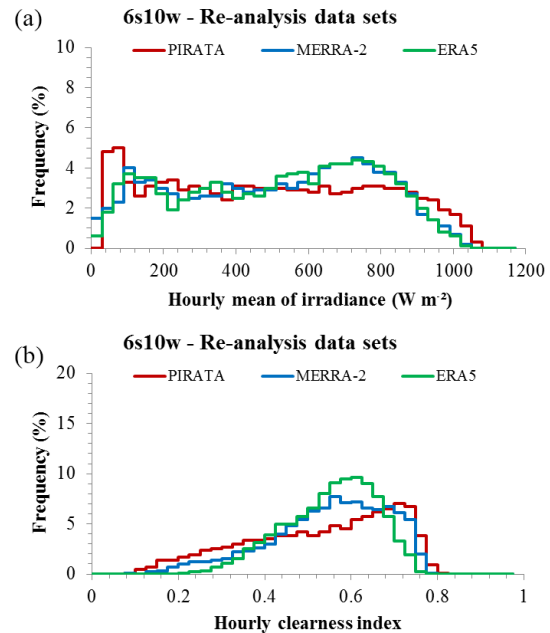 (a)
6s10w - Re-analysis data sets
PIRATA MERRA-2 ERA5
Frequency (%)
10
8
6
4
2
0
0 200 400 600 800 1000 1200
Hourly mean of irradiance (W m-²)
(b)
6s10w - Re-analysis data sets
PIRATA MERRA-2 ERA5
Frequency (%)
20
15
10
5
0
0 0.2 0.4 0.6 0.8 1
Hourly clearness index